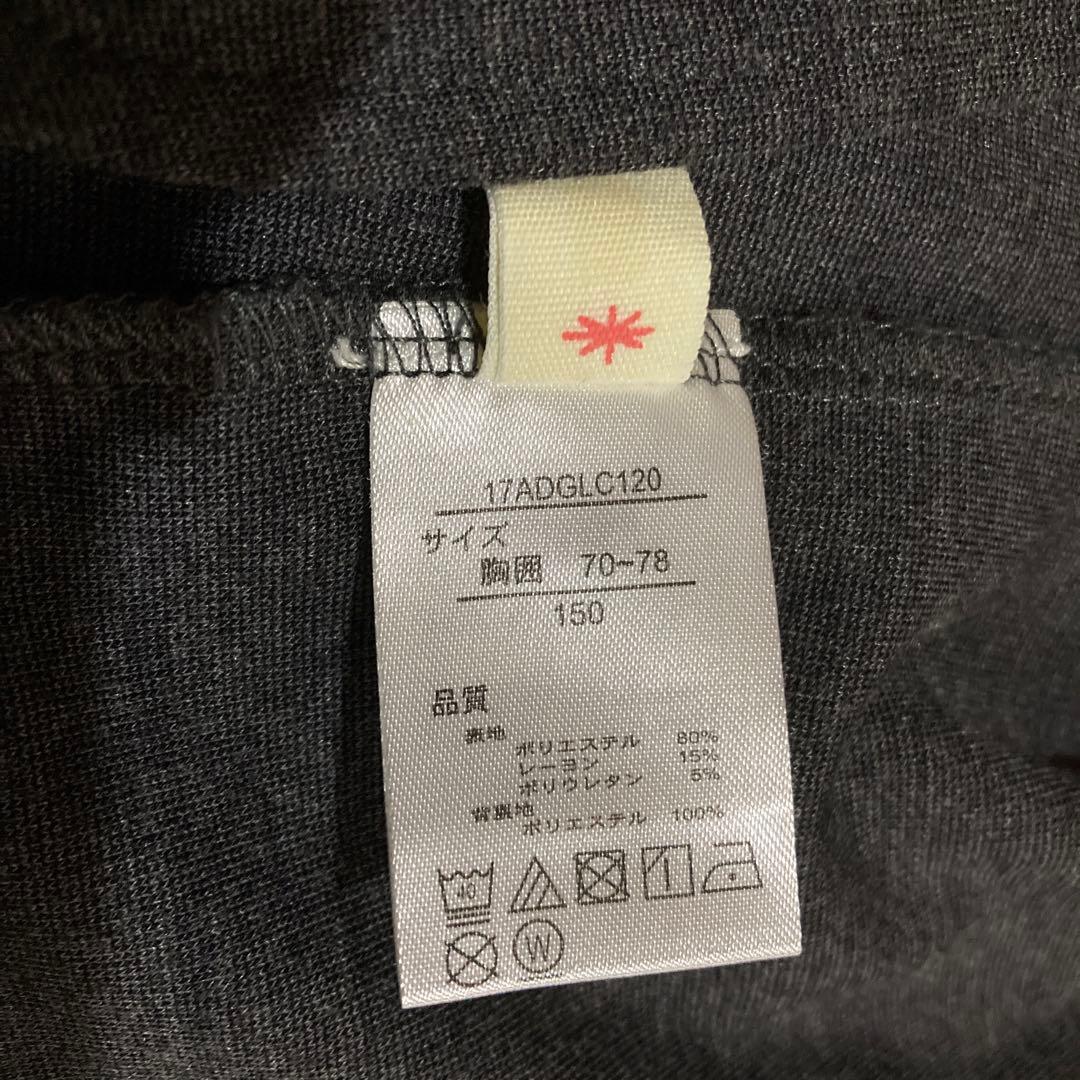 17ADGLC120
サイズ
胸囲 70~78
150
品質
表地
ポリエステル 80%
レーヨン 15%
ポリウレタン 5%
背裏地
ポリエステル 100%
40
W